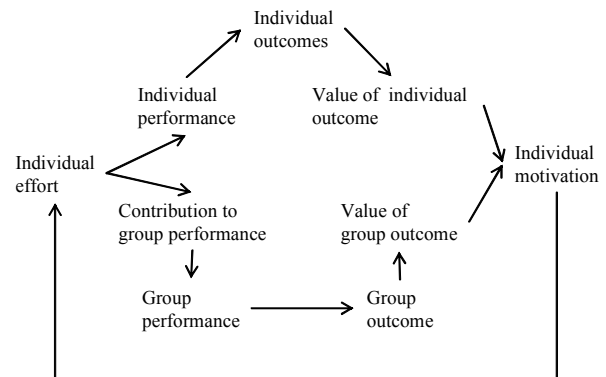 Individual
outcomes
Individual
performance
Value of individual
outcome
Individual
effort
Individual
motivation
Contribution to
group performance
Value of
group outcome
Group
performance
Group
outcome